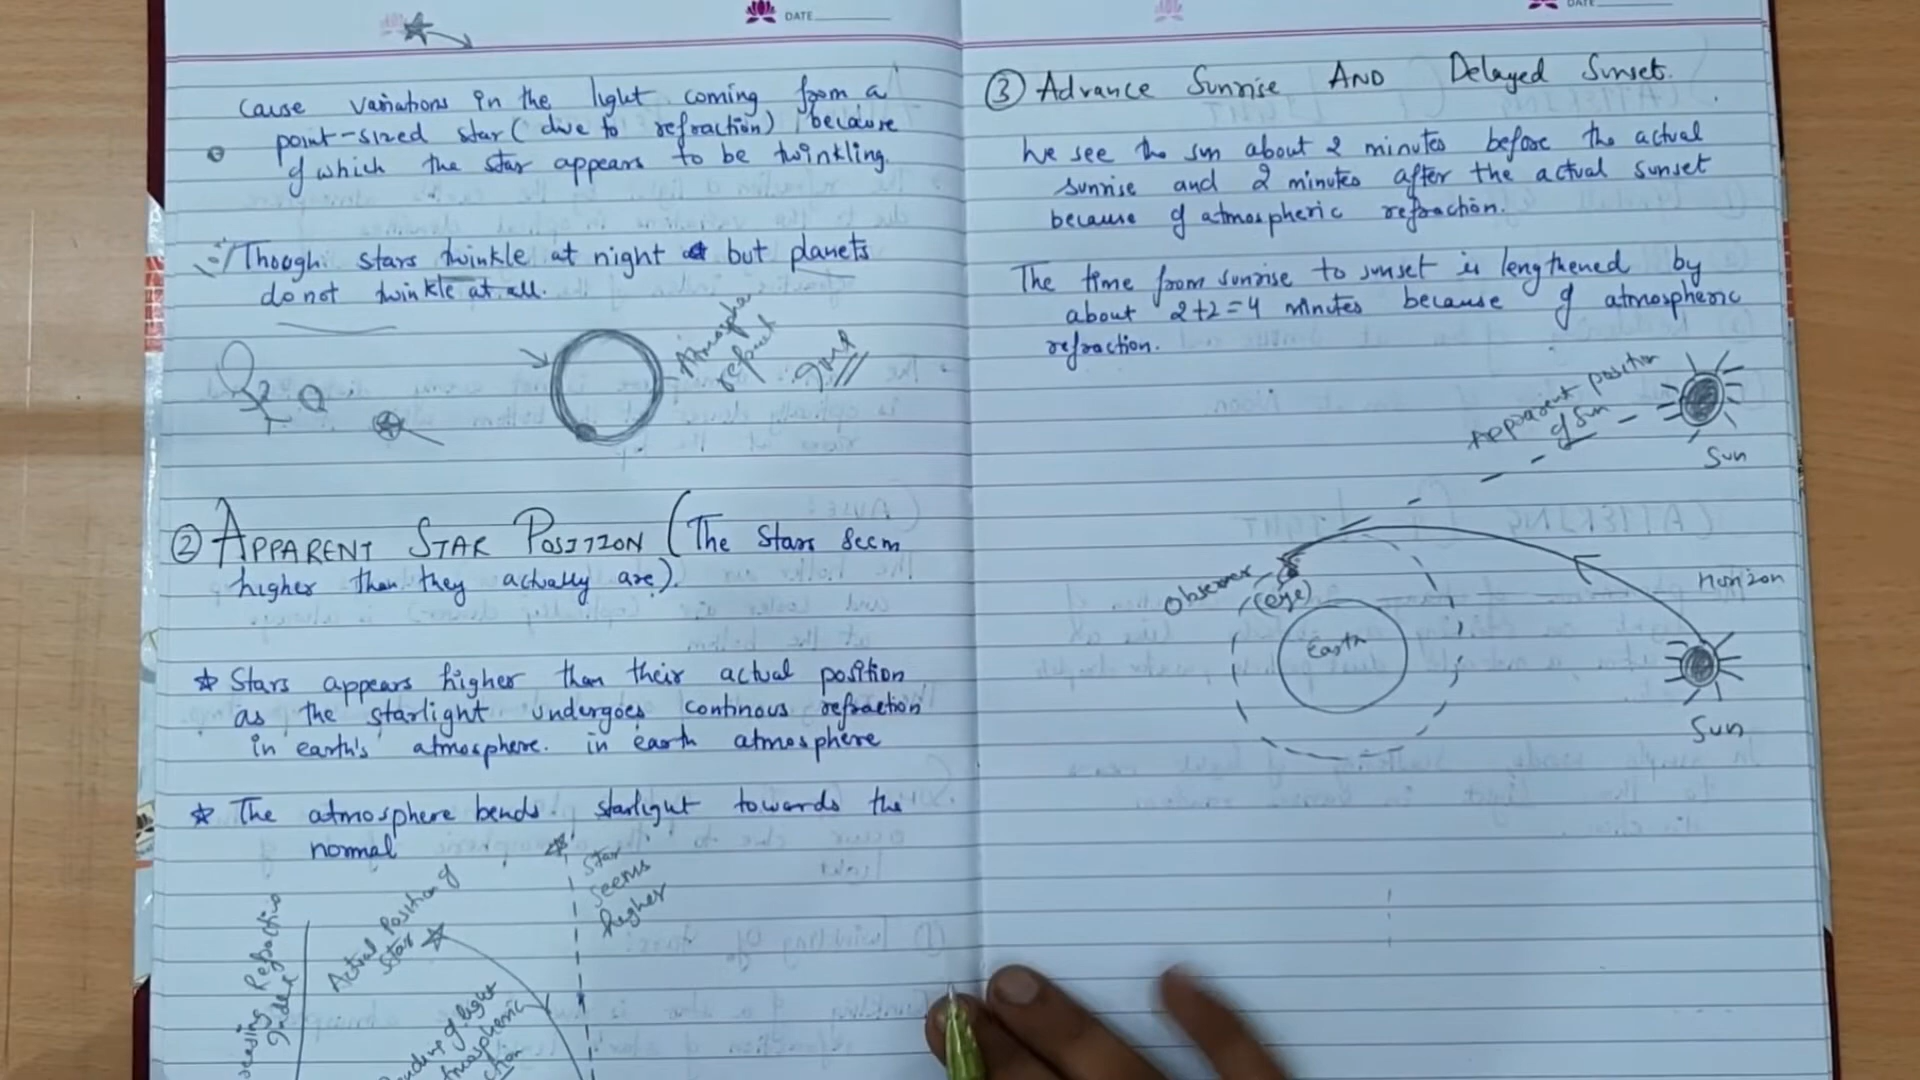 DATE
cause variations in the light coming from a
point-sized star (due to refraction), because
of which the star appears to be twinkling.
Though stars twinkle at night but planets
do not twinkle at all.
Atmospher
refract
② APPARENT STAR POSITION (The Stars seem
higher than they actually are).
☆ Stars appears higher than their actual position
as the starlight undergoes continous refraction
in earth's atmosphere. in earth atmosphere
☆ The atmosphere bends starlight towards the
normal
Star
seems
higher
Actual Position of
star
Refractive
Index
of light
DATE
③ Advance Sunrise AND Delayed Sunset.
We see the sun about 2 minutes before the actual
sunrise and 2 minutes after the actual sunset
because of atmospheric refraction.
The time from sunrise to sunset is lengthened by
about 2+2=4 minutes because of atmospheric
refraction.
Apparent position
of Sun
Sun
Observer
(eye)
Horizon
Earth
Sun